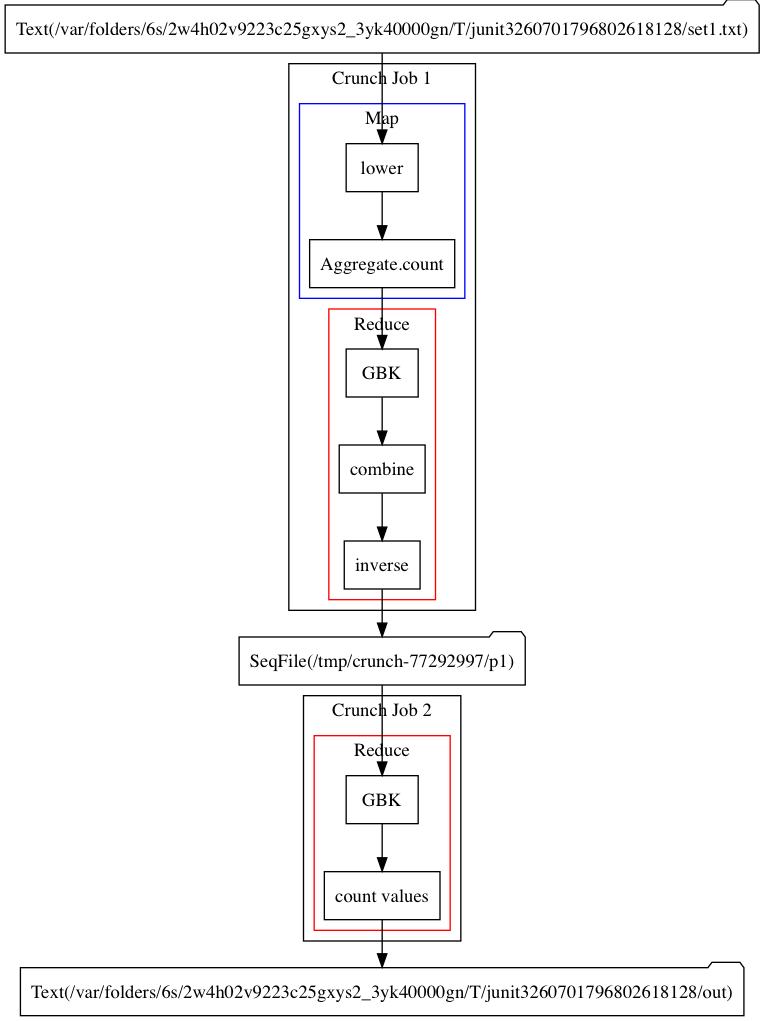 Text(/var/folders/6s/2w4h02v9223c25gxys2_3yk40000gn/T/junit3260701796802618128/set1.txt)
Crunch Job 1
Map
lower
Aggregate.count
Reduce
GBK
combine
inverse
SeqFile(/tmp/crunch-77292997/p1)
Crunch Job 2
Reduce
GBK
count values
Text(/var/folders/6s/2w4h02v9223c25gxys2_3yk40000gn/T/junit3260701796802618128/out)